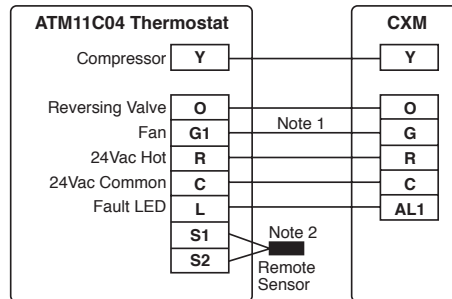 ATM11C04 Thermostat CXM
Compressor Y Y
Reversing Valve O O
Fan G1 Note 1 G
24Vac Hot R R
24Vac Common C C
Fault LED L AL1
S1 Note 2
S2 Remote
Sensor